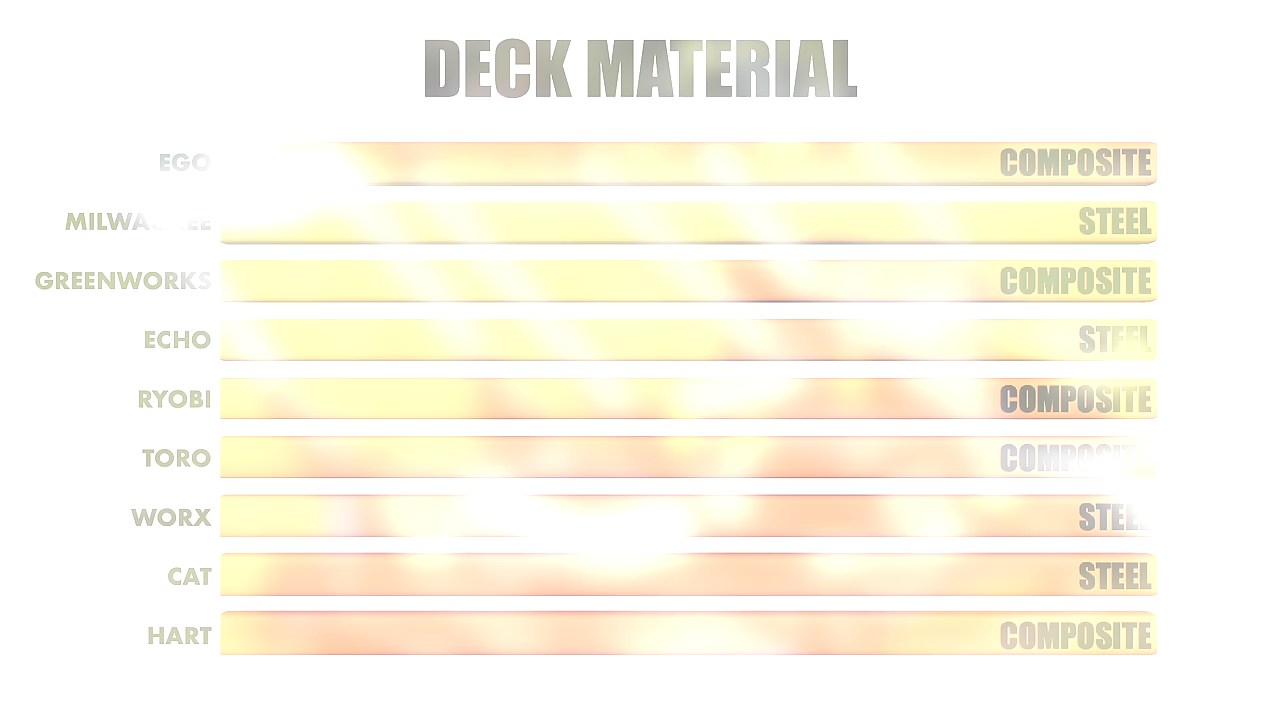 DECK MATERIAL
EGO COMPOSITE
MILWAUKEE STEEL
GREENWORKS COMPOSITE
ECHO STEEL
RYOBI COMPOSITE
TORO COMPOSITE
WORX STEEL
CAT STEEL
HART COMPOSITE